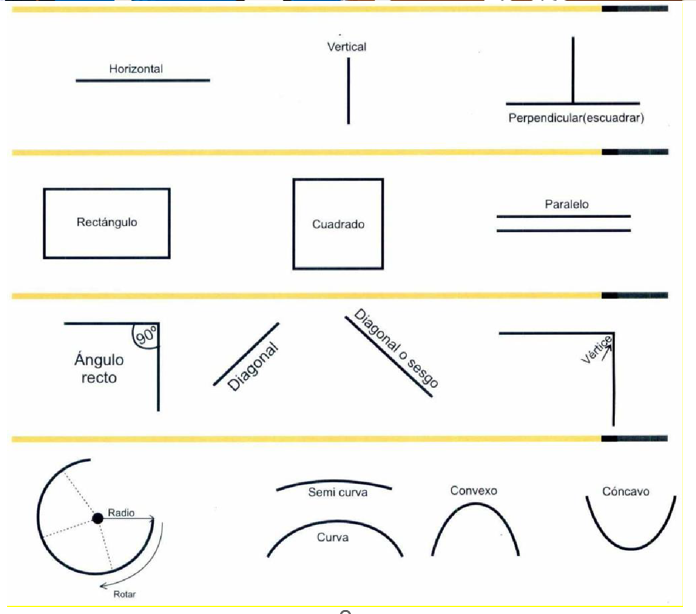 Horizontal
Vertical
Perpendicular(escuadrar)
Rectángulo
Cuadrado
Paralelo
90º
Ángulo
recto
Diagonal
Diagonal o sesgo
Vértice
Radio
Rotar
Semi curva
Curva
Convexo
Cóncavo